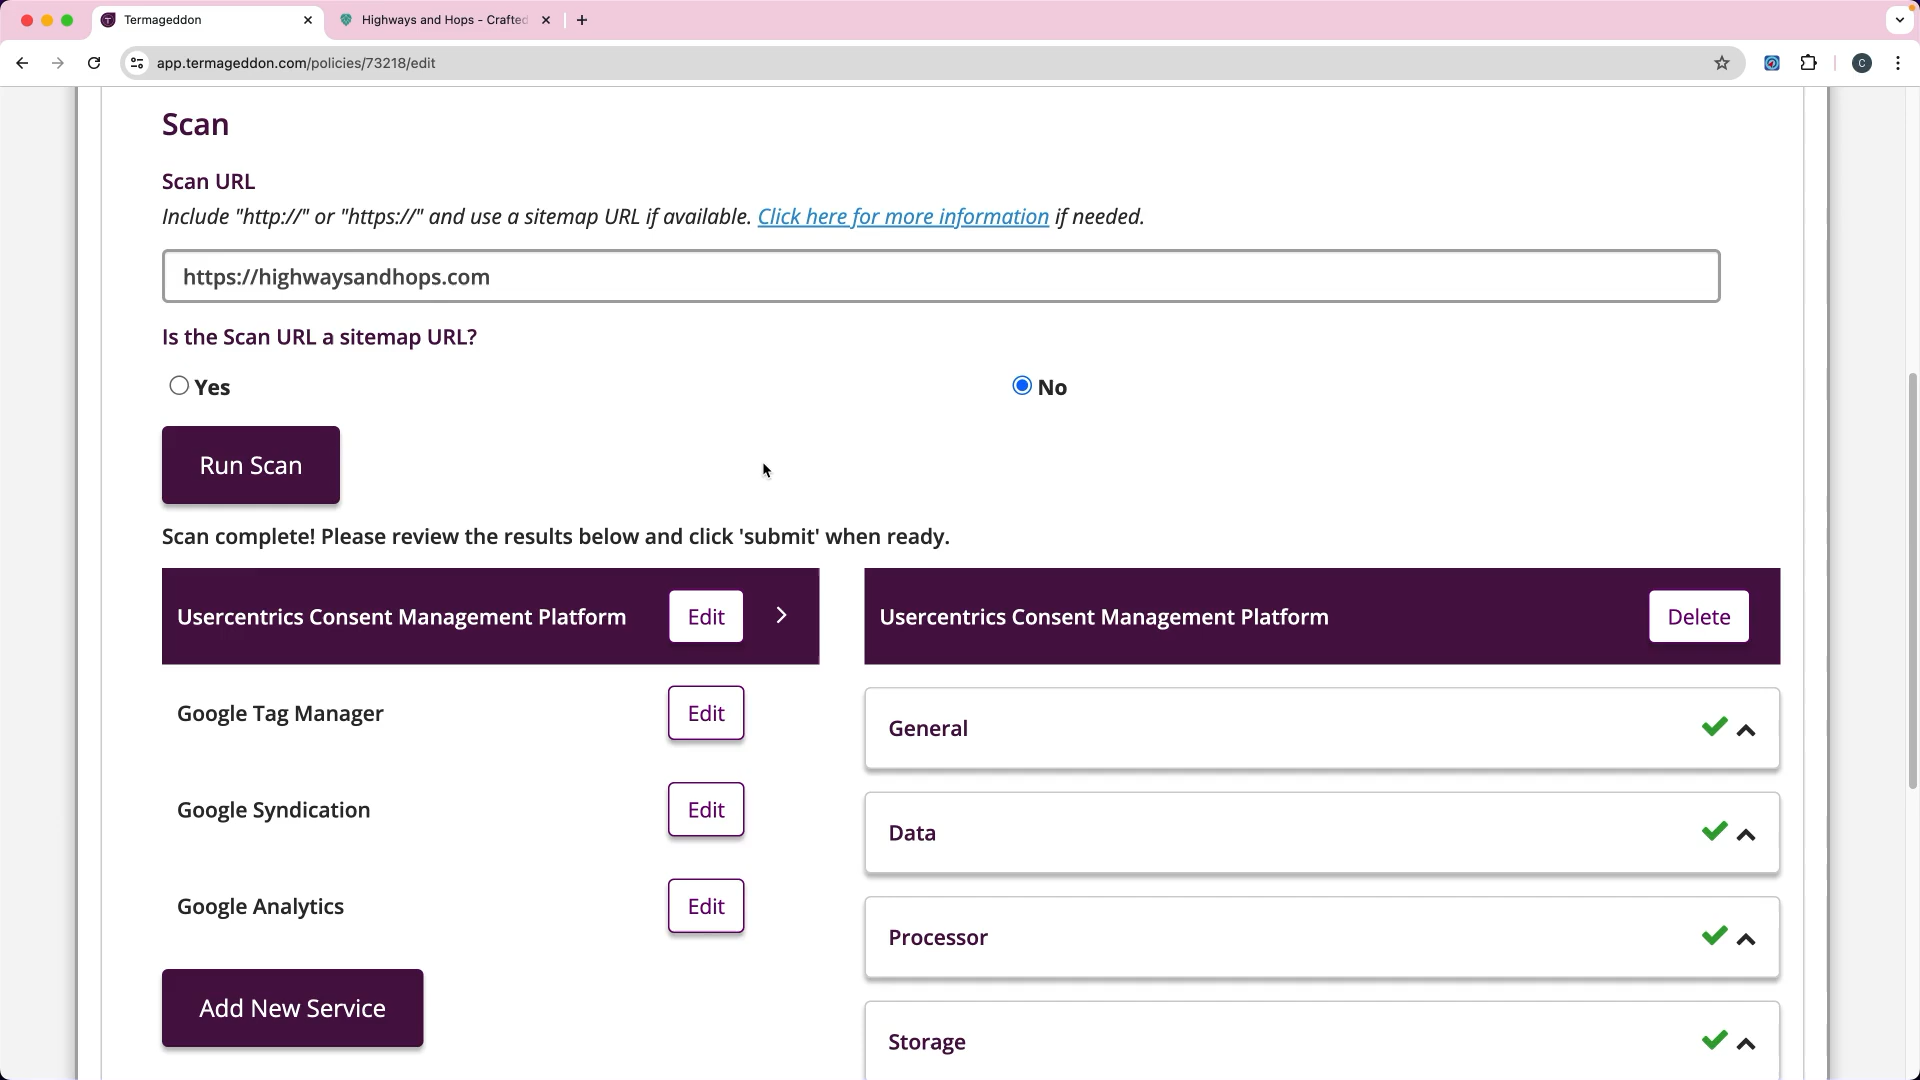 Termageddon
Highways and Hops - Crafted
app.termageddon.com/policies/73218/edit
C
Scan
Scan URL
Include "http://" or "https://" and use a sitemap URL if available. Click here for more information if needed.
https://highwaysandhops.com
Is the Scan URL a sitemap URL?
Yes
No
Run Scan
Scan complete! Please review the results below and click 'submit' when ready.
Usercentrics Consent Management Platform
Edit
Google Tag Manager
Edit
Google Syndication
Edit
Google Analytics
Edit
Add New Service
Usercentrics Consent Management Platform
Delete
General
Data
Processor
Storage